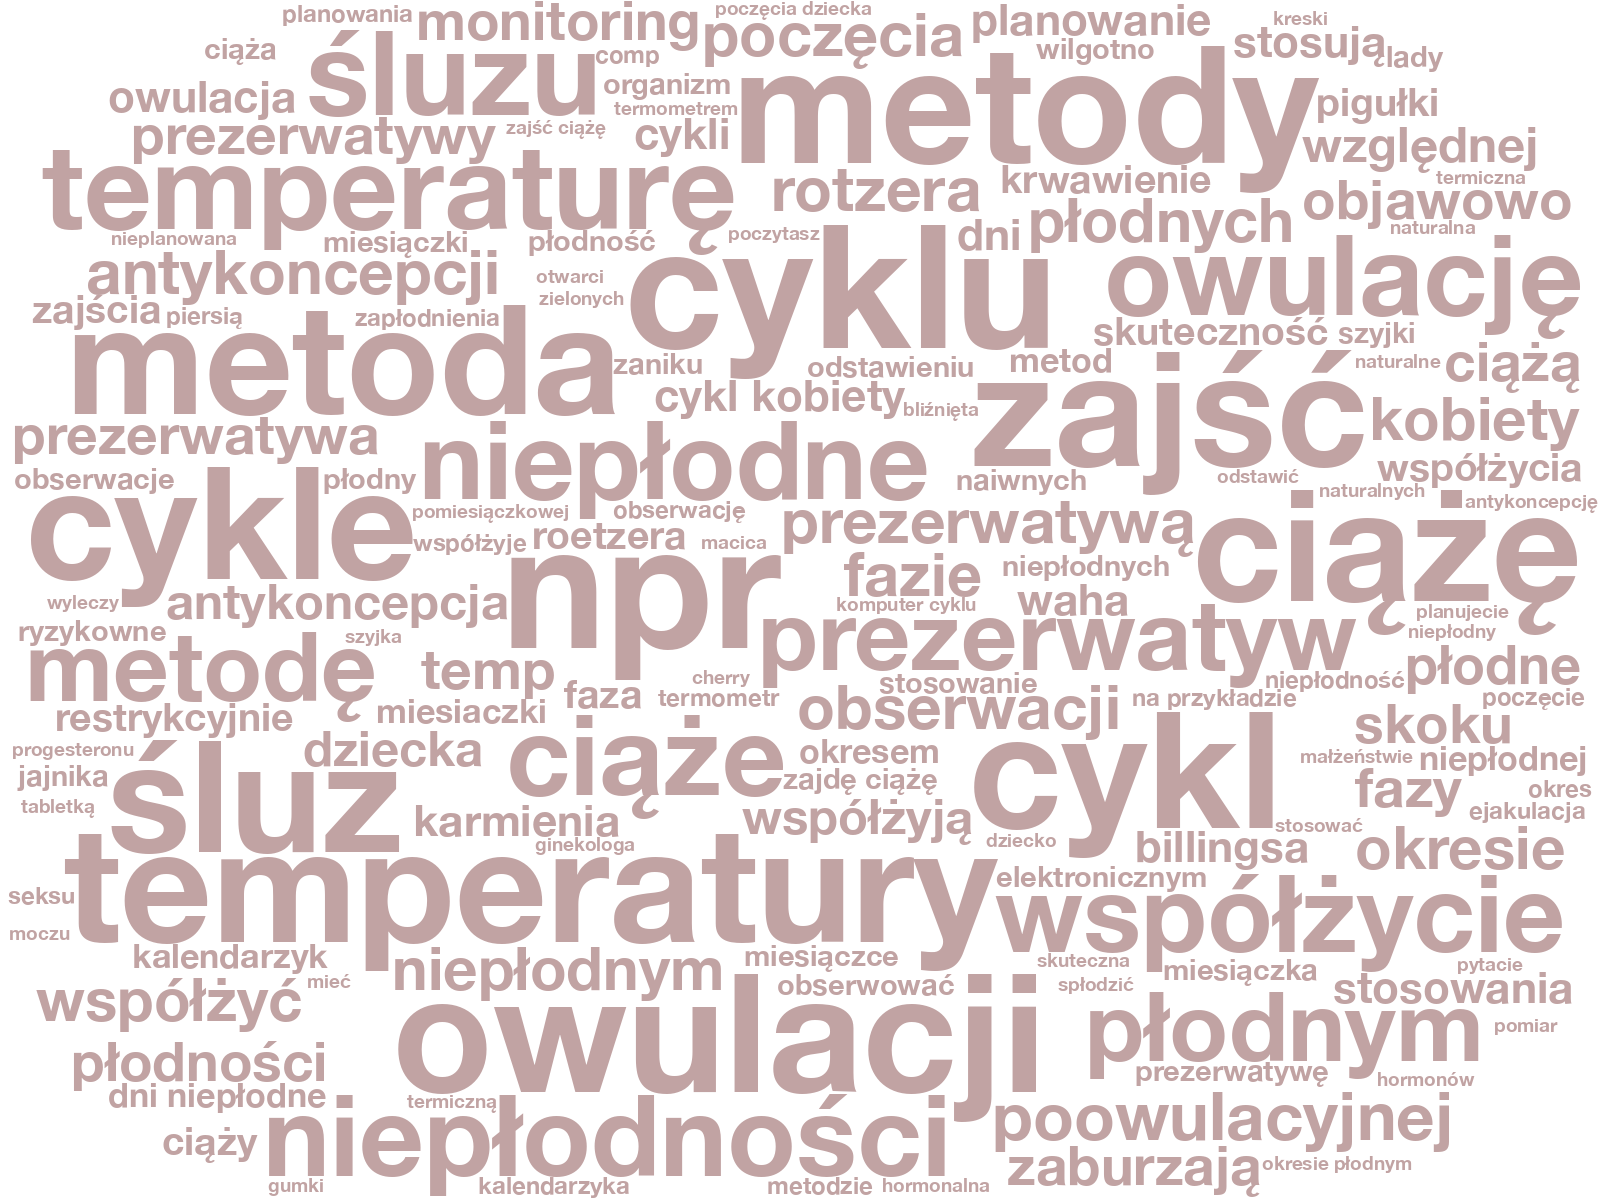 planowania monitoring poczęcia dziecka planowanie kreski
ciąża śluzu comp poczęcia wilgotno stosują lady
owulacja organizm metody pigułki
prezerwatywy zajść ciążę termometrem cykli względnej
temperaturę rotzera krwawienie termiczna
nieplanowana miesiączki płodność poczytasz dni płodnych objawowo naturalna
antykoncepcji otwarci cyklu owulację
zajścia piersią zapłodnienia zielonych skuteczność szyjki
metoda zaniku odstawieniu metod naturalne ciążą
cykl kobiety bliźnięta zajść kobiety
prezerwatywa niepłodne
obserwacje płodny naiwnych odstawić współżycia
cykle pomiesiączkowej obserwację prezerwatywą naturalnych antykoncepcję
współżyje roetzera macica ciążę
npr fazie niepłodnych
wyleczy antykoncepcja komputer cyklu waha planujecie
ryzykowne szyjka prezerwatyw niepłodny
metodę temp cherry stosowanie niepłodność płodne
restrykcyjnie miesiaczki faza termometr obserwacji na przykładzie poczęcie
progesteronu dziecka ciąże okresem cykl skoku
jajnika śluz zajdę ciążę małżeństwie niepłodnej
tabletką karmienia współżyją fazy okres
ginekologa dziecko stosować ejakulacja
temperatury billingsa okresie
seksu elektronicznym współżycie
moczu kalendarzyk niepłodnym miesiączce skuteczna miesiączka pytacie
współżyć mieć obserwować spłodzić stosowania
owulacji płodnym pomiar
płodności prezerwatywę hormonów
dni niepłodne termiczną
ciąży niepłodności poowulacyjnej
gumki kalendarzyka metodzie hormonalna zaburzają okresie płodnym